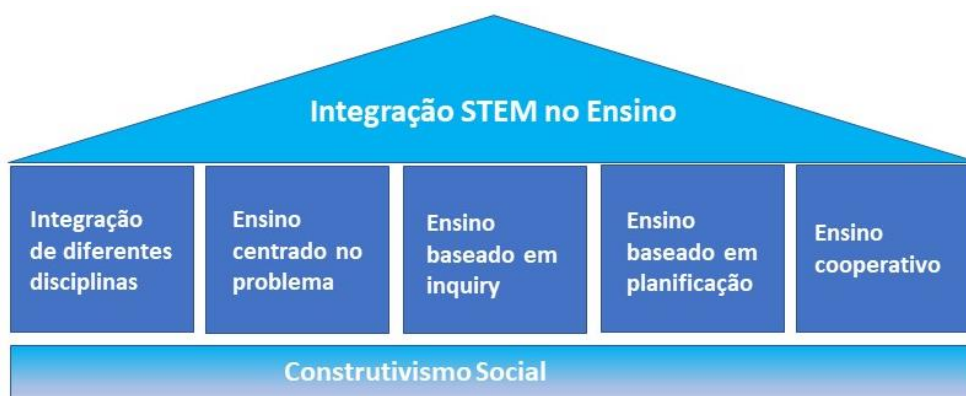 Integração STEM no Ensino
Integração
de diferentes
disciplinas
Ensino
centrado no
problema
Ensino
baseado em
inquiry
Ensino
baseado em
planificação
Ensino
cooperativo
Construtivismo Social